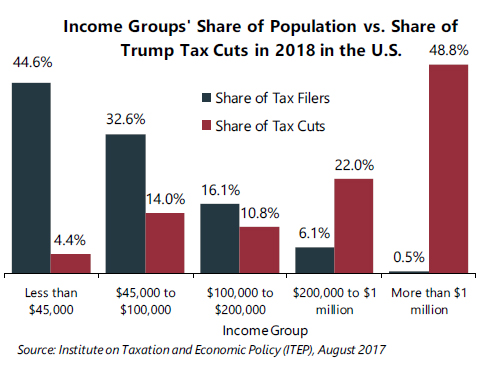 Income Groups' Share of Population vs. Share of
Trump Tax Cuts in 2018 in the U.S.
48.8%
44.6%
Share of Tax Filers
Share of Tax Cuts
32.6%
22.0%
16.1%
14.0%
10.8%
6.1%
4.4%
0.5%
Less than
$45,000
$45,000 to
$100,000
$100,000 to
$200,000
$200,000 to $1
million
More than $1
million
Income Group
Source: Institute on Taxation and Economic Policy (ITEP), August 2017